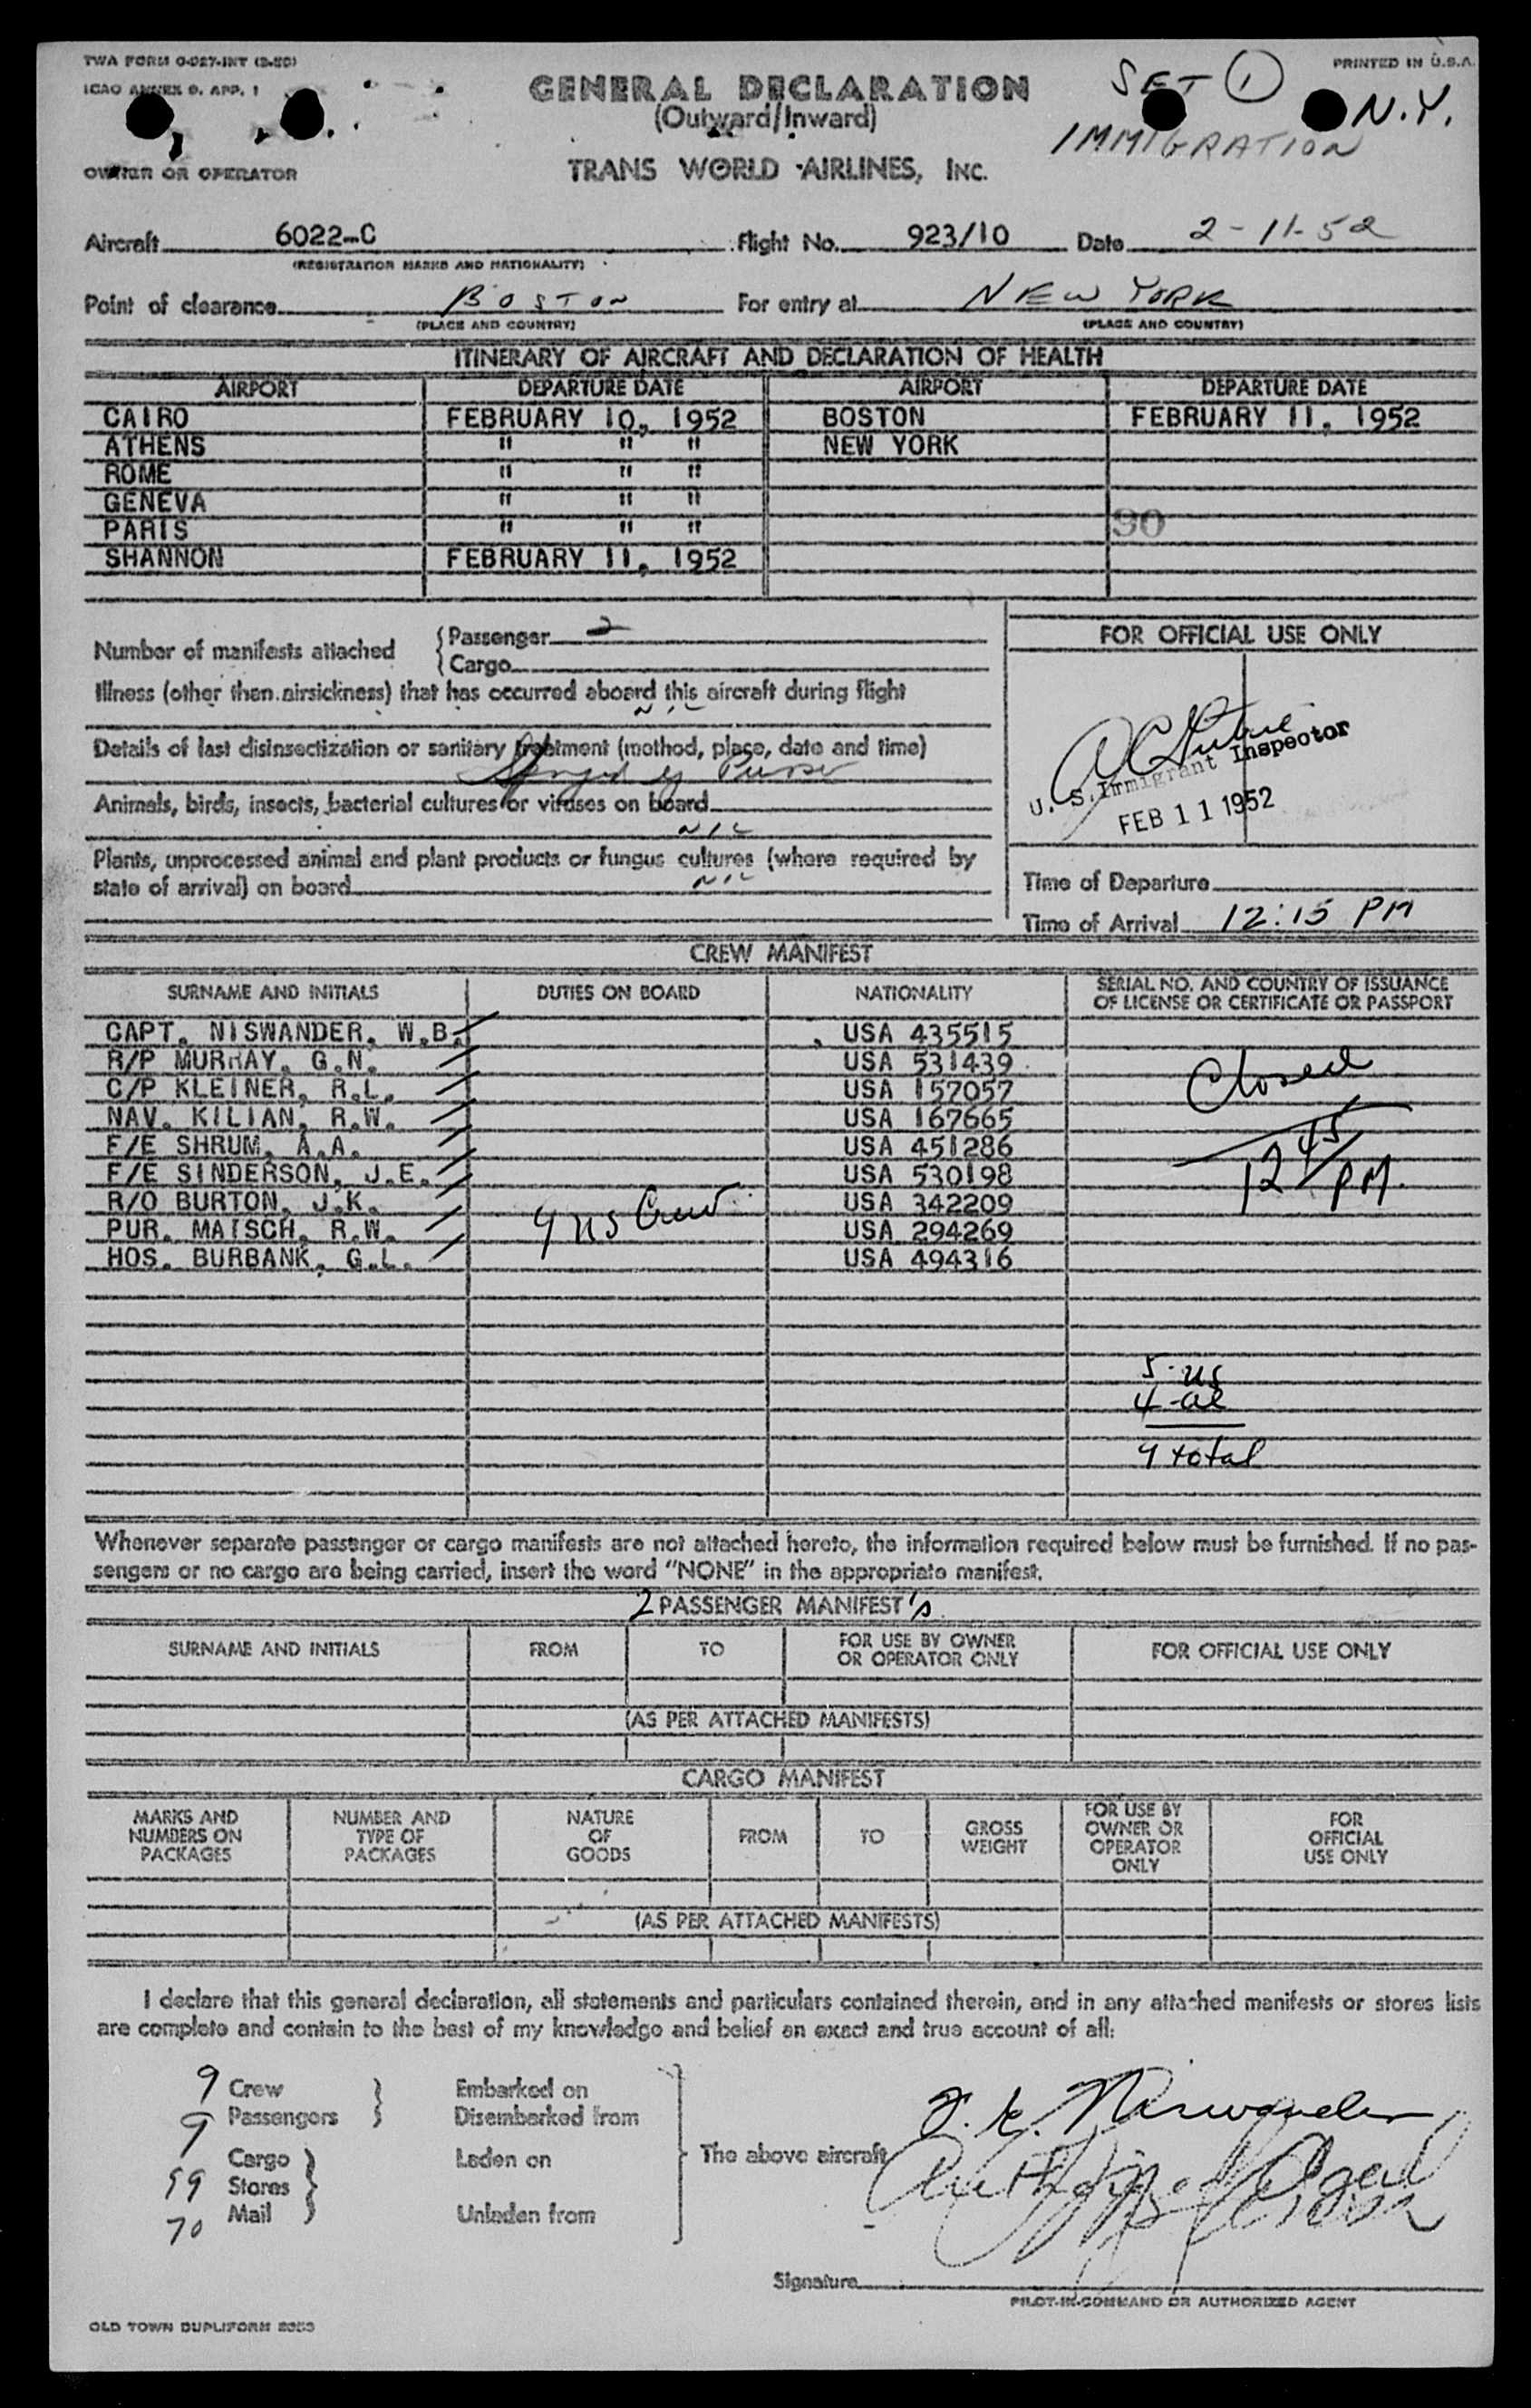 TWA FORM O-027-INT (3-50)
PRINTED IN U.S.A.
ICAO ANNEX 9. APP. 1
GENERAL DECLARATION
(Outward/Inward)
SET 1
N.Y.
IMMIGRATION
OWNER OR OPERATOR
TRANS WORLD AIRLINES, INC.
Aircraft 6022-C Flight No. 923/10 Date 2-11-52
(REGISTRATION MARKS AND NATIONALITY)
Point of clearance BOSTON For entry at NEW YORK
(PLACE AND COUNTRY) (PLACE AND COUNTRY)
ITINERARY OF AIRCRAFT AND DECLARATION OF HEALTH
AIRPORT DEPARTURE DATE AIRPORT DEPARTURE DATE
CAIRO FEBRUARY 10, 1952 BOSTON FEBRUARY 11, 1952
ATHENS " " " NEW YORK
ROME " " "
GENEVA " " "
PARIS " " " 90
SHANNON FEBRUARY 11, 1952
Number of manifests attached
Passenger 2
Cargo
FOR OFFICIAL USE ONLY
Illness (other than airsickness) that has occurred aboard this aircraft during flight
NIL
Details of last disinsectization or sanitary treatment (method, place, date and time)
by Purser
Animals, birds, insects, bacterial cultures or viruses on board
NIL
Plants, unprocessed animal and plant products or fungus cultures (where required by
state of arrival) on board NIL
U. S. Immigrant Inspector
FEB 11 1952
Time of Departure
Time of Arrival 12:15 PM
CREW MANIFEST
SURNAME AND INITIALS DUTIES ON BOARD NATIONALITY SERIAL NO. AND COUNTRY OF ISSUANCE OF LICENSE OR CERTIFICATE OR PASSPORT
CAPT. NISWANDER, W.B. USA 435515
R/P MURRAY, G.N. USA 531439
C/P KLEINER, R.L. USA 157057
NAV. KILIAN, R.W. USA 167665
F/E SHRUM, A.A. USA 451286
F/E SINDERSON, J.E. USA 530198
R/O BURTON, J.K. USA 342209
PUR. MATSCH, R.W. USA 294269
HOS. BURBANK, G.L. USA 494316
9 US Crew
Closed
12 45/PM.
5-us
4-al
9 total
Whenever separate passenger or cargo manifests are not attached hereto, the information required below must be furnished. If no pas-
sengers or no cargo are being carried, insert the word "NONE" in the appropriate manifest.
2 PASSENGER MANIFEST's
SURNAME AND INITIALS FROM TO FOR USE BY OWNER OR OPERATOR ONLY FOR OFFICIAL USE ONLY
(AS PER ATTACHED MANIFESTS)
CARGO MANIFEST
MARKS AND NUMBERS ON PACKAGES NUMBER AND TYPE OF PACKAGES NATURE OF GOODS FROM TO GROSS WEIGHT FOR USE BY OWNER OR OPERATOR ONLY FOR OFFICIAL USE ONLY
(AS PER ATTACHED MANIFESTS)
I declare that this general declaration, all statements and particulars contained therein, and in any attached manifests or stores lists
are complete and contain to the best of my knowledge and belief an exact and true account of all:
9 Crew Embarked on
9 Passengers Disembarked from
Cargo Laden on The above aircraft
59 Stores
70 Mail Unladen from
Niswander
Signature
PILOT-IN-COMMAND OR AUTHORIZED AGENT
OLD TOWN DUPLIFORM 2353